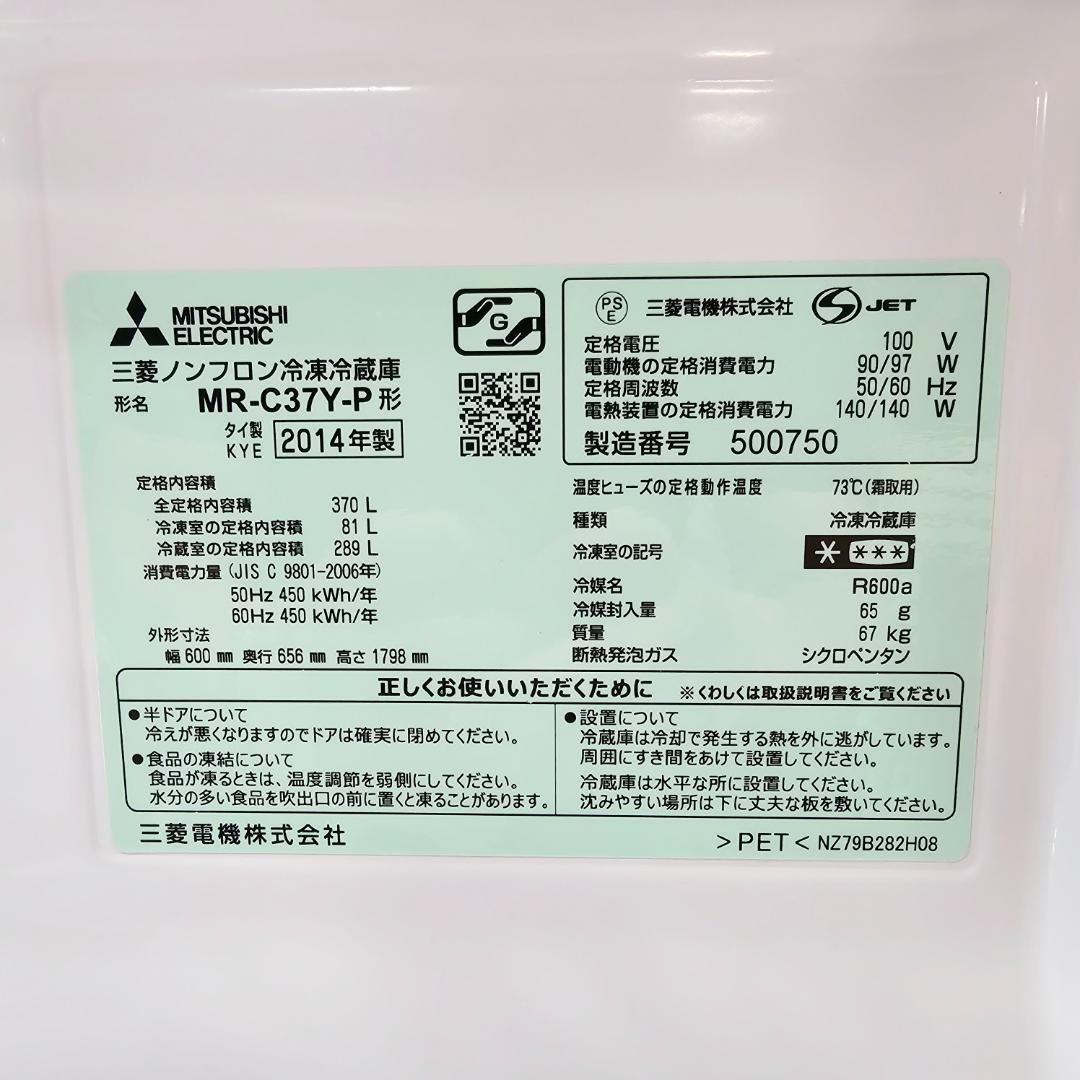 MITSUBISHI
ELECTRIC
G
三菱ノンフロン冷凍冷蔵庫
形名 MR-C37Y-P 形
タイ製
KYE
2014年製
定格内容積
全定格内容積 370 L
冷凍室の定格内容積 81 L
冷蔵室の定格内容積 289 L
消費電力量 (JIS C 9801-2006年)
50Hz 450 kWh/年
60Hz 450 kWh/年
外形寸法
幅 600 mm 奥行 656 mm 高さ 1798 mm
PS
E
三菱電機株式会社 JET
定格電圧 100 V
電動機の定格消費電力 90/97 W
定格周波数 50/60 Hz
電熱装置の定格消費電力 140/140 W
製造番号 500750
温度ヒューズの定格動作温度 73℃(霜取用)
種類 冷凍冷蔵庫
冷凍室の記号 * ***
冷媒名 R600a
冷媒封入量 65 g
質量 67 kg
断熱発泡ガス シクロペンタン
正しくお使いいただくために ※くわしくは取扱説明書をご覧ください
●半ドアについて
冷えが悪くなりますのでドアは確実に閉めてください。
●食品の凍結について
食品が凍るときは、温度調節を弱側にしてください。
水分の多い食品を吹出口の前に置くと凍ることがあります。
●設置について
冷蔵庫は冷却で発生する熱を外に逃がしています。
周囲にすき間をあけて設置してください。
冷蔵庫は水平な所に設置してください。
沈みやすい場所は下に丈夫な板を敷いてください。
三菱電機株式会社
>PET< NZ79B282H08